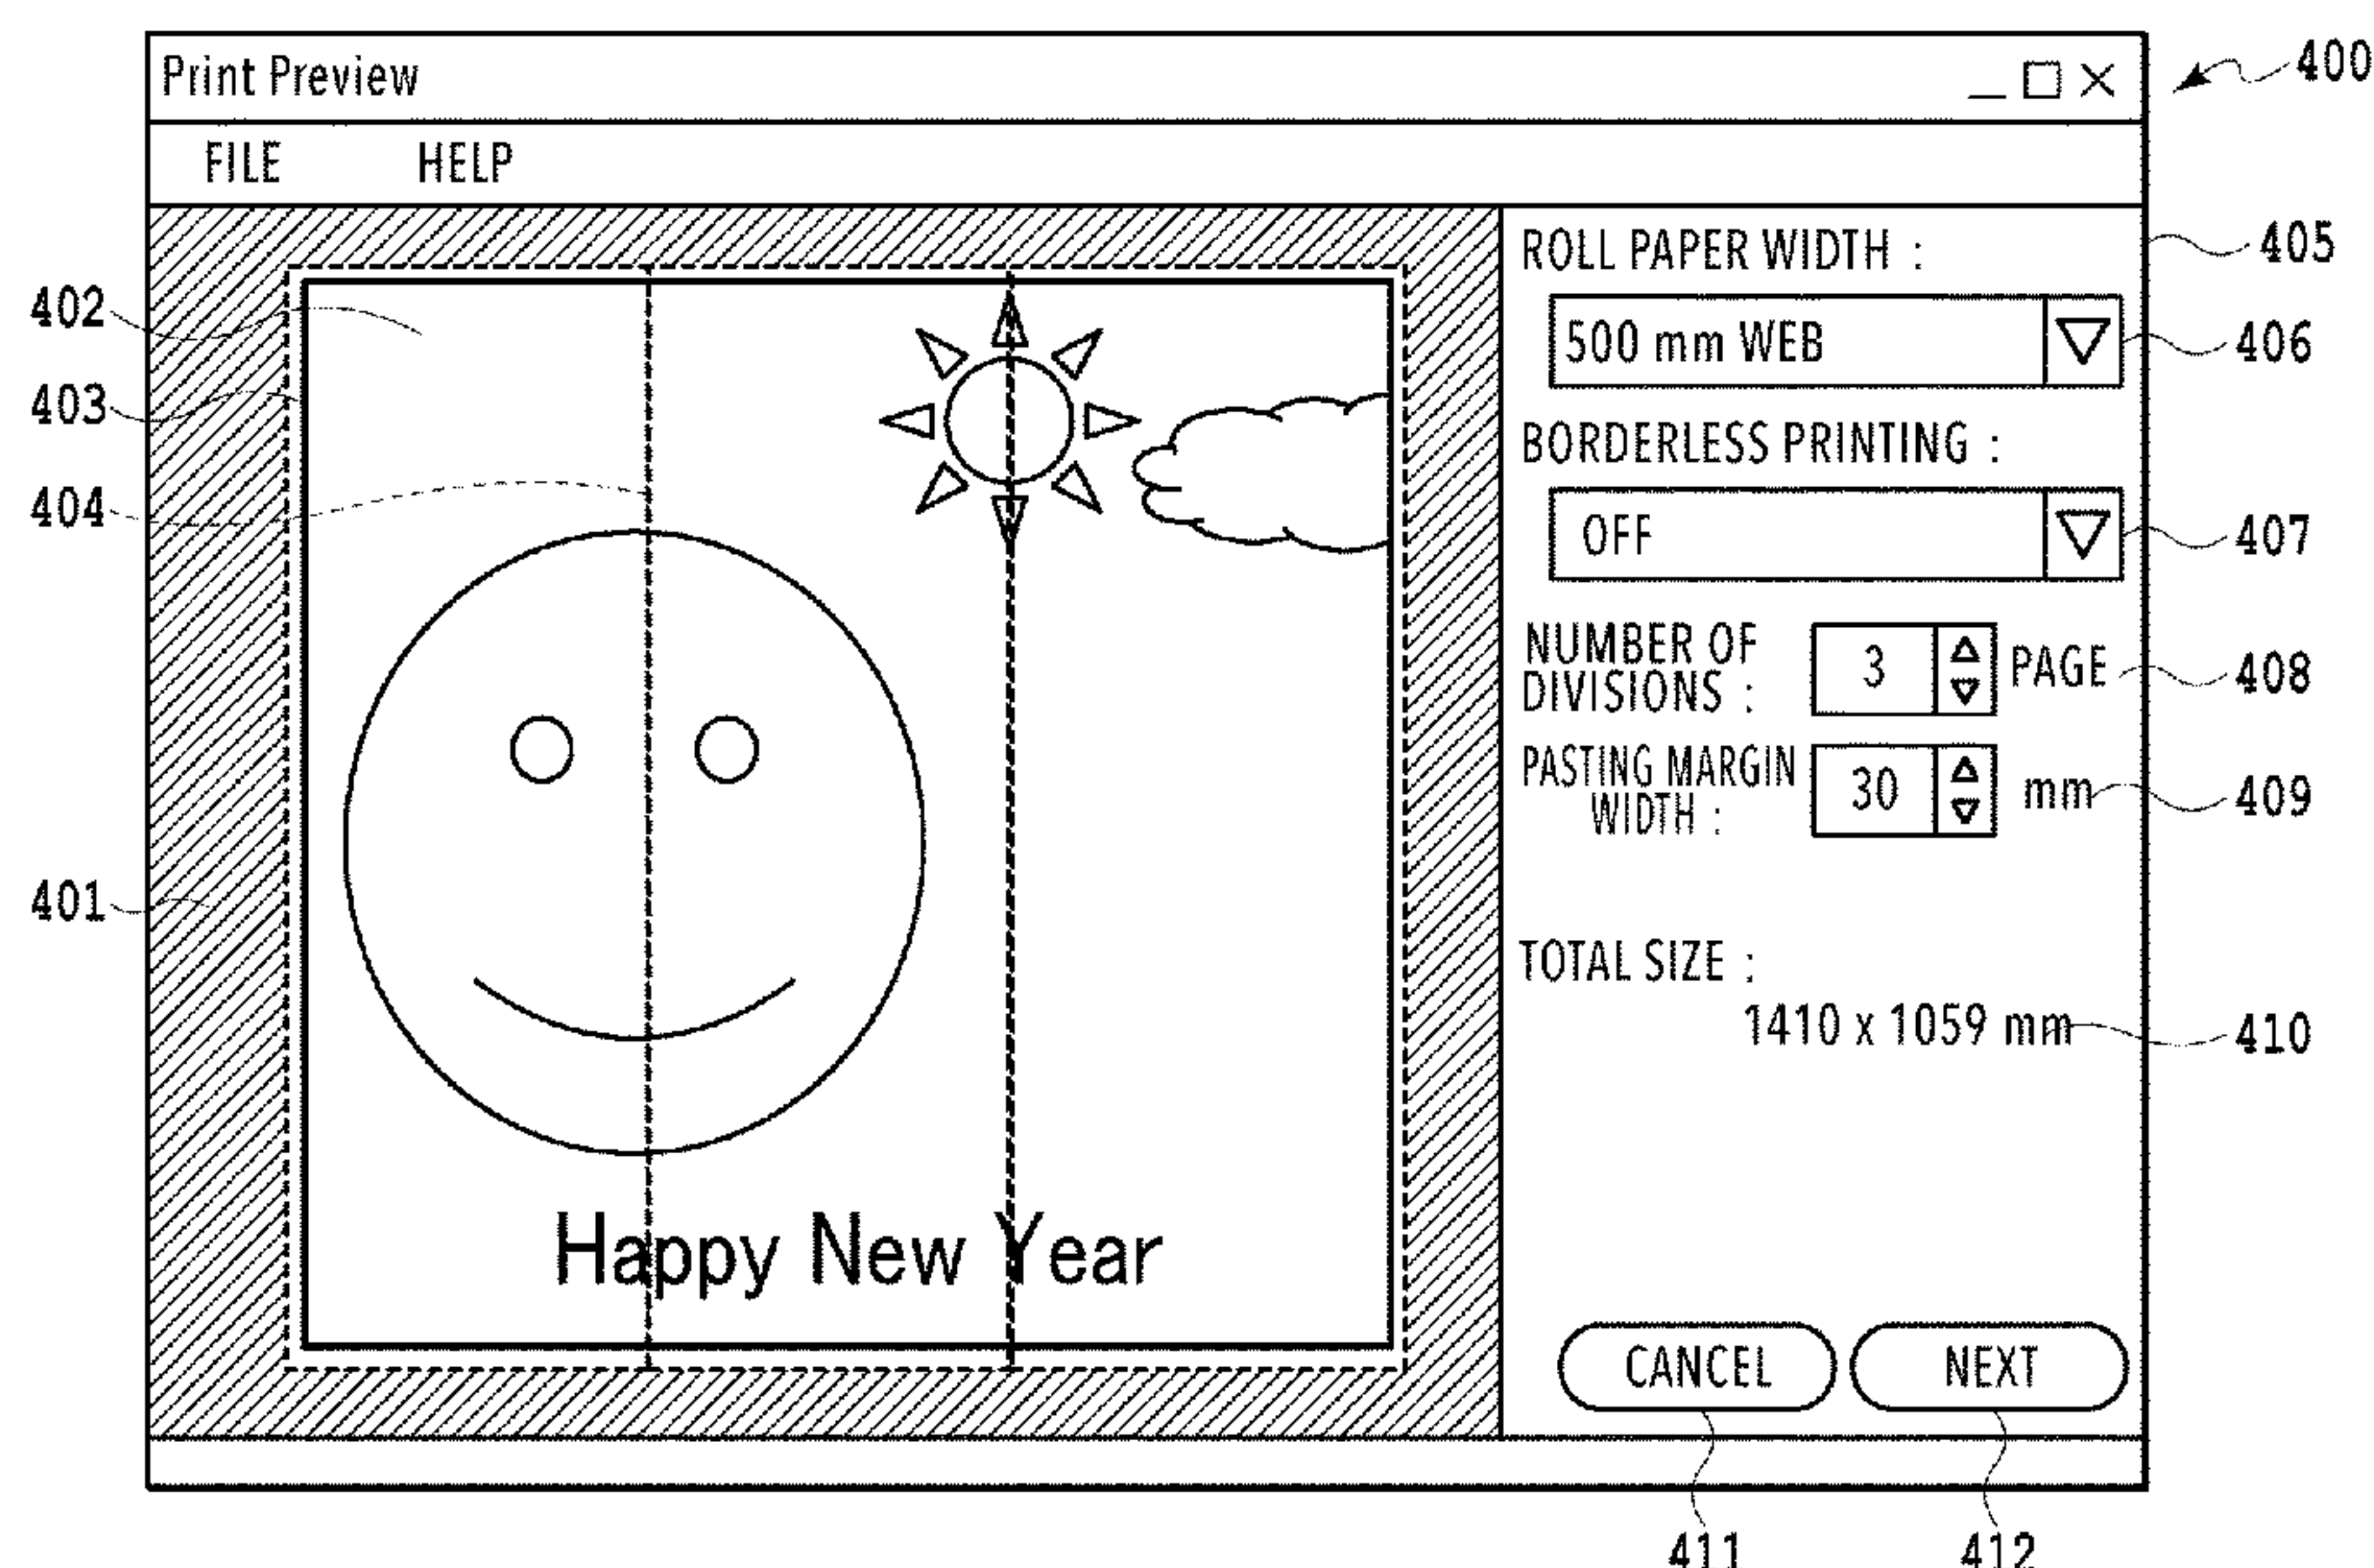 Print Preview
400
FILE HELP
405
ROLL PAPER WIDTH :
402
500 mm WEB
406
403
BORDERLESS PRINTING :
404
OFF
407
NUMBER OF
DIVISIONS :
3
PAGE
408
PASTING MARGIN
WIDTH :
30
mm
409
401
TOTAL SIZE :
1410 x 1059 mm
410
Happy New Year
CANCEL
NEXT
411
412